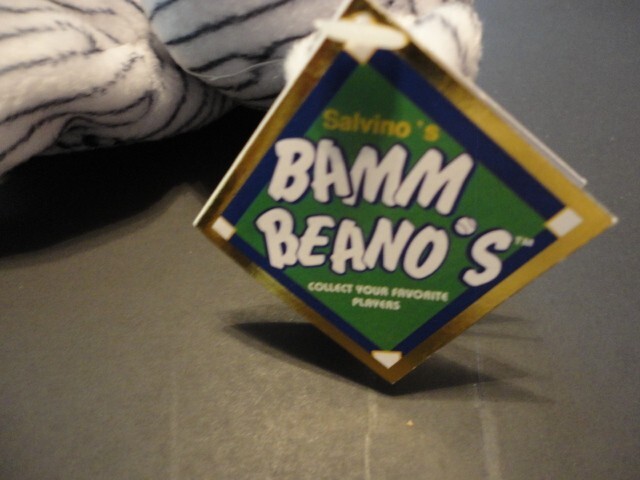 Salvino's
BAMM
BEANO'S™
COLLECT YOUR FAVORITE
PLAYERS